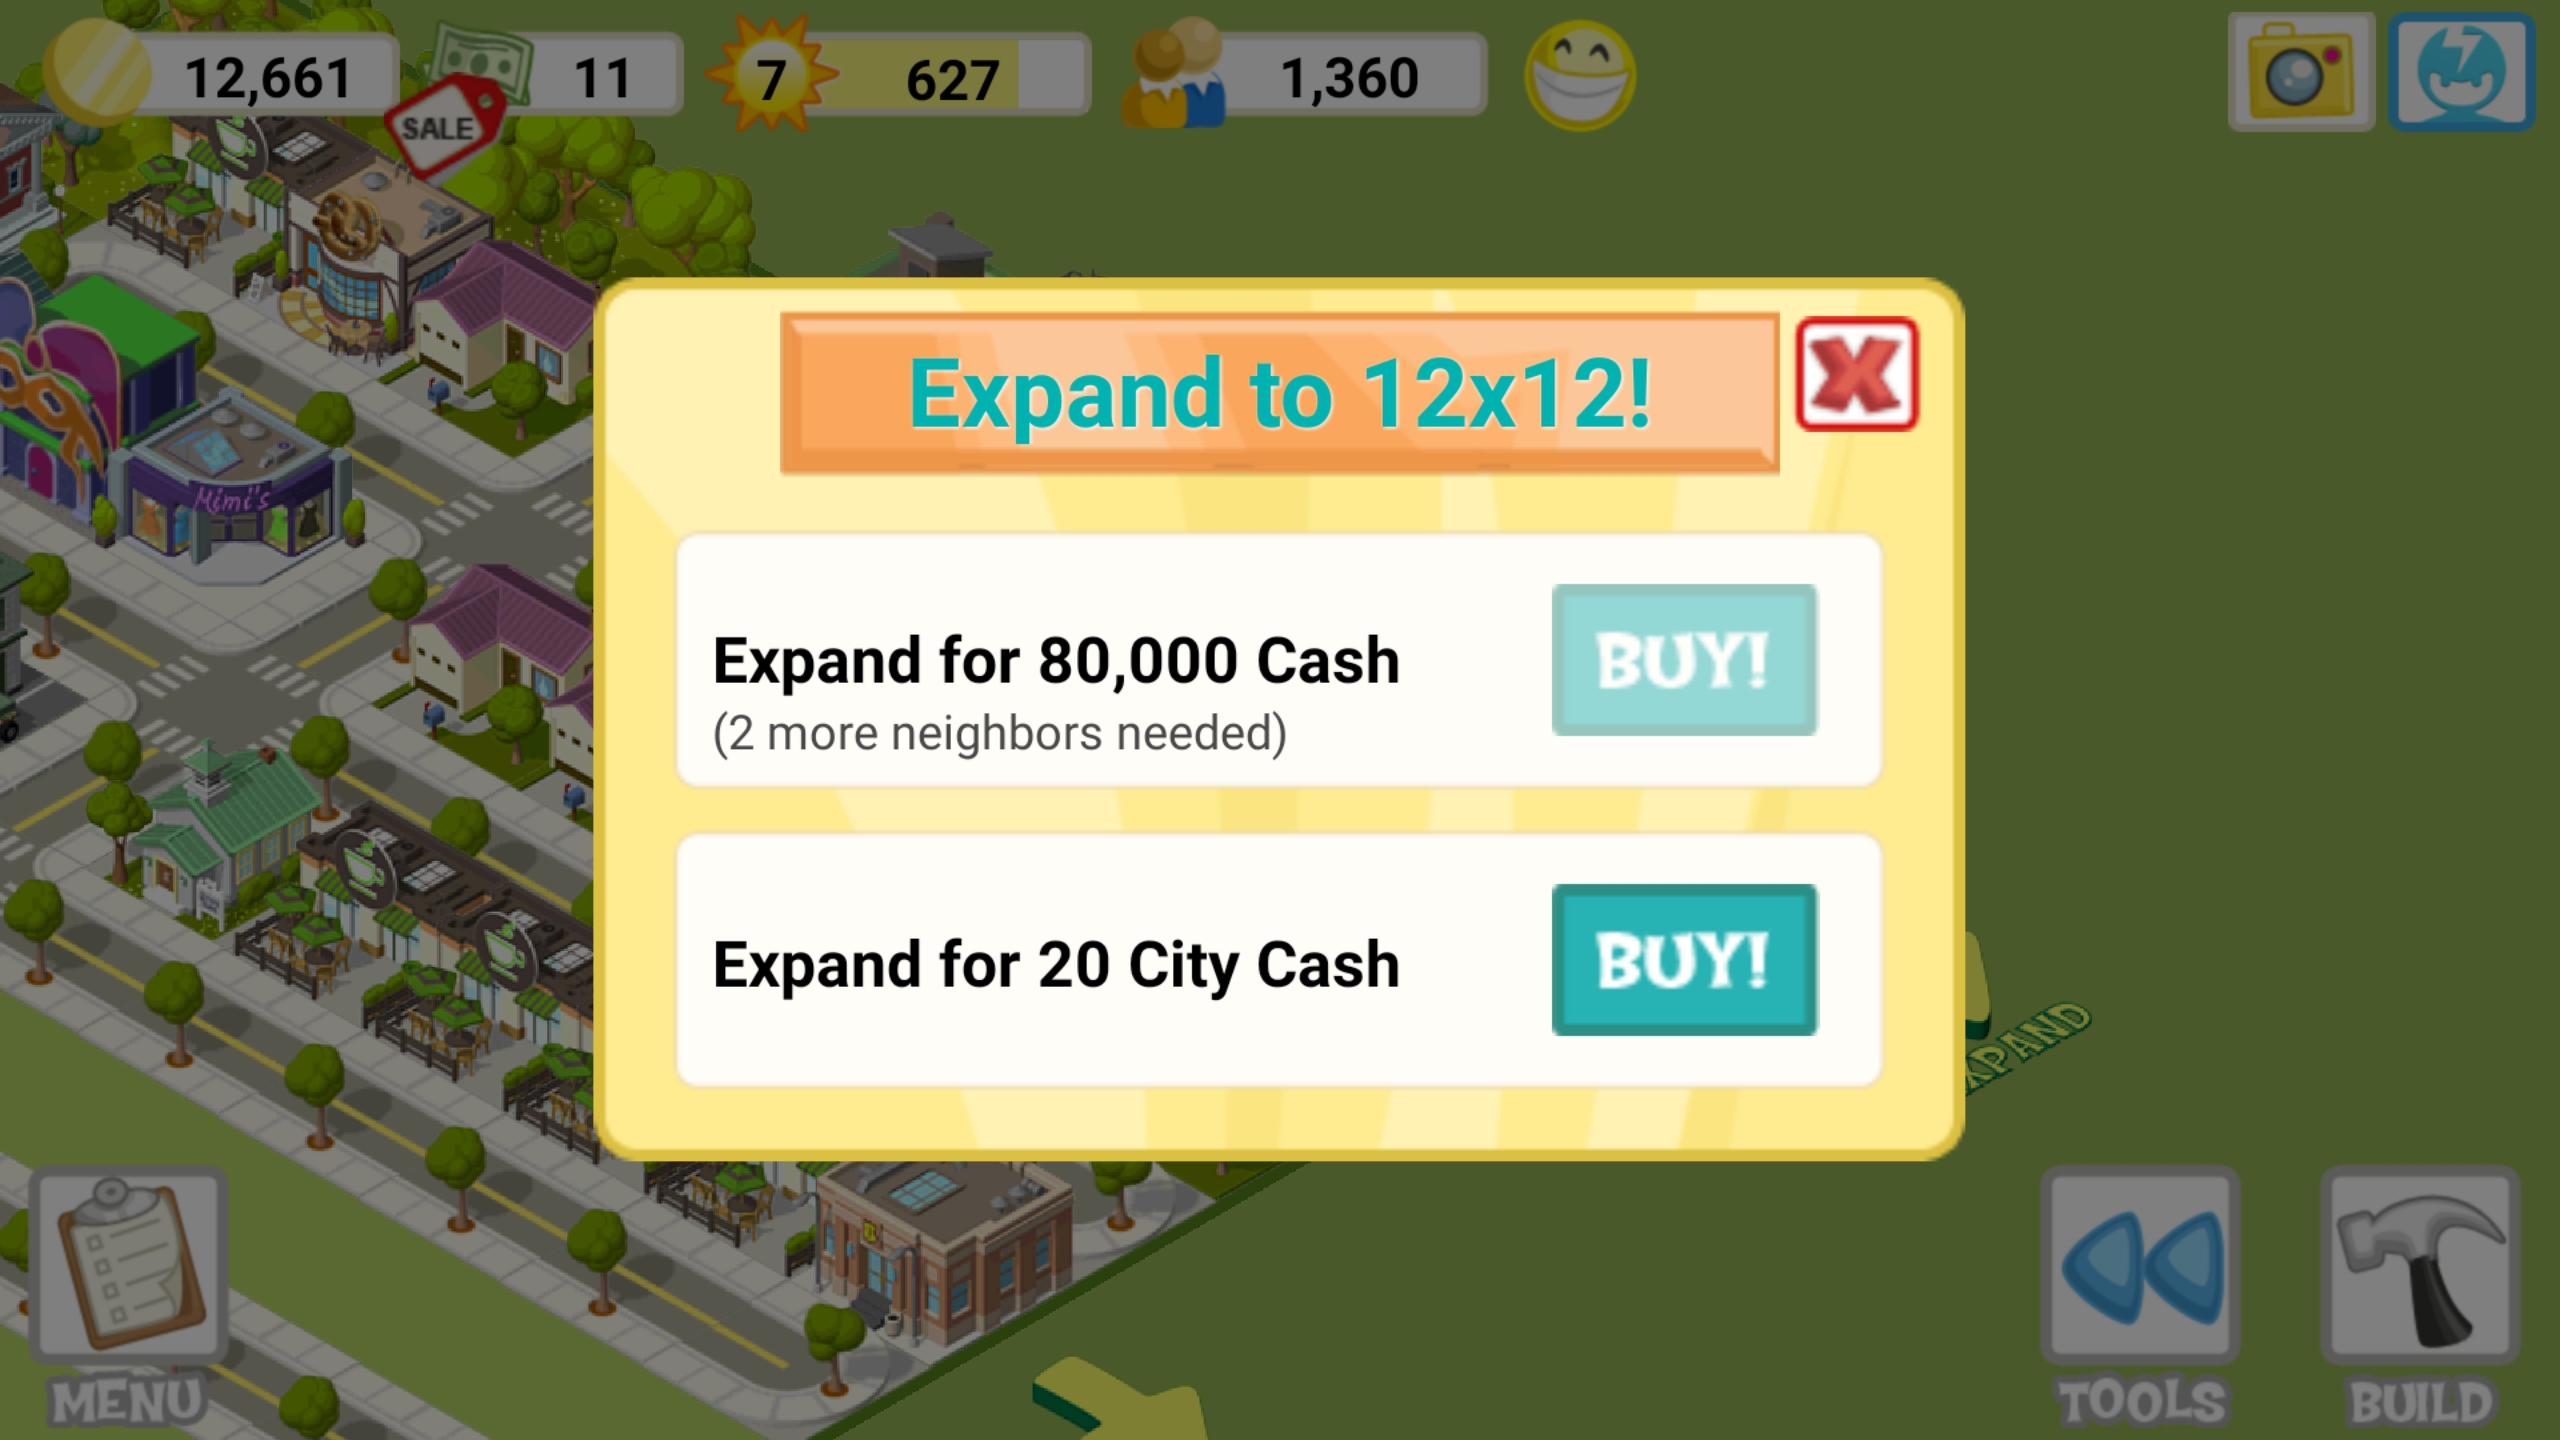 12,661
11
7
627
1,360
SALE
Expand to 12x12!
X
Mimi's
Expand for 80,000 Cash
BUY!
(2 more neighbors needed)
Expand for 20 City Cash
BUY!
XPAND
MENU
TOOLS
BUILD